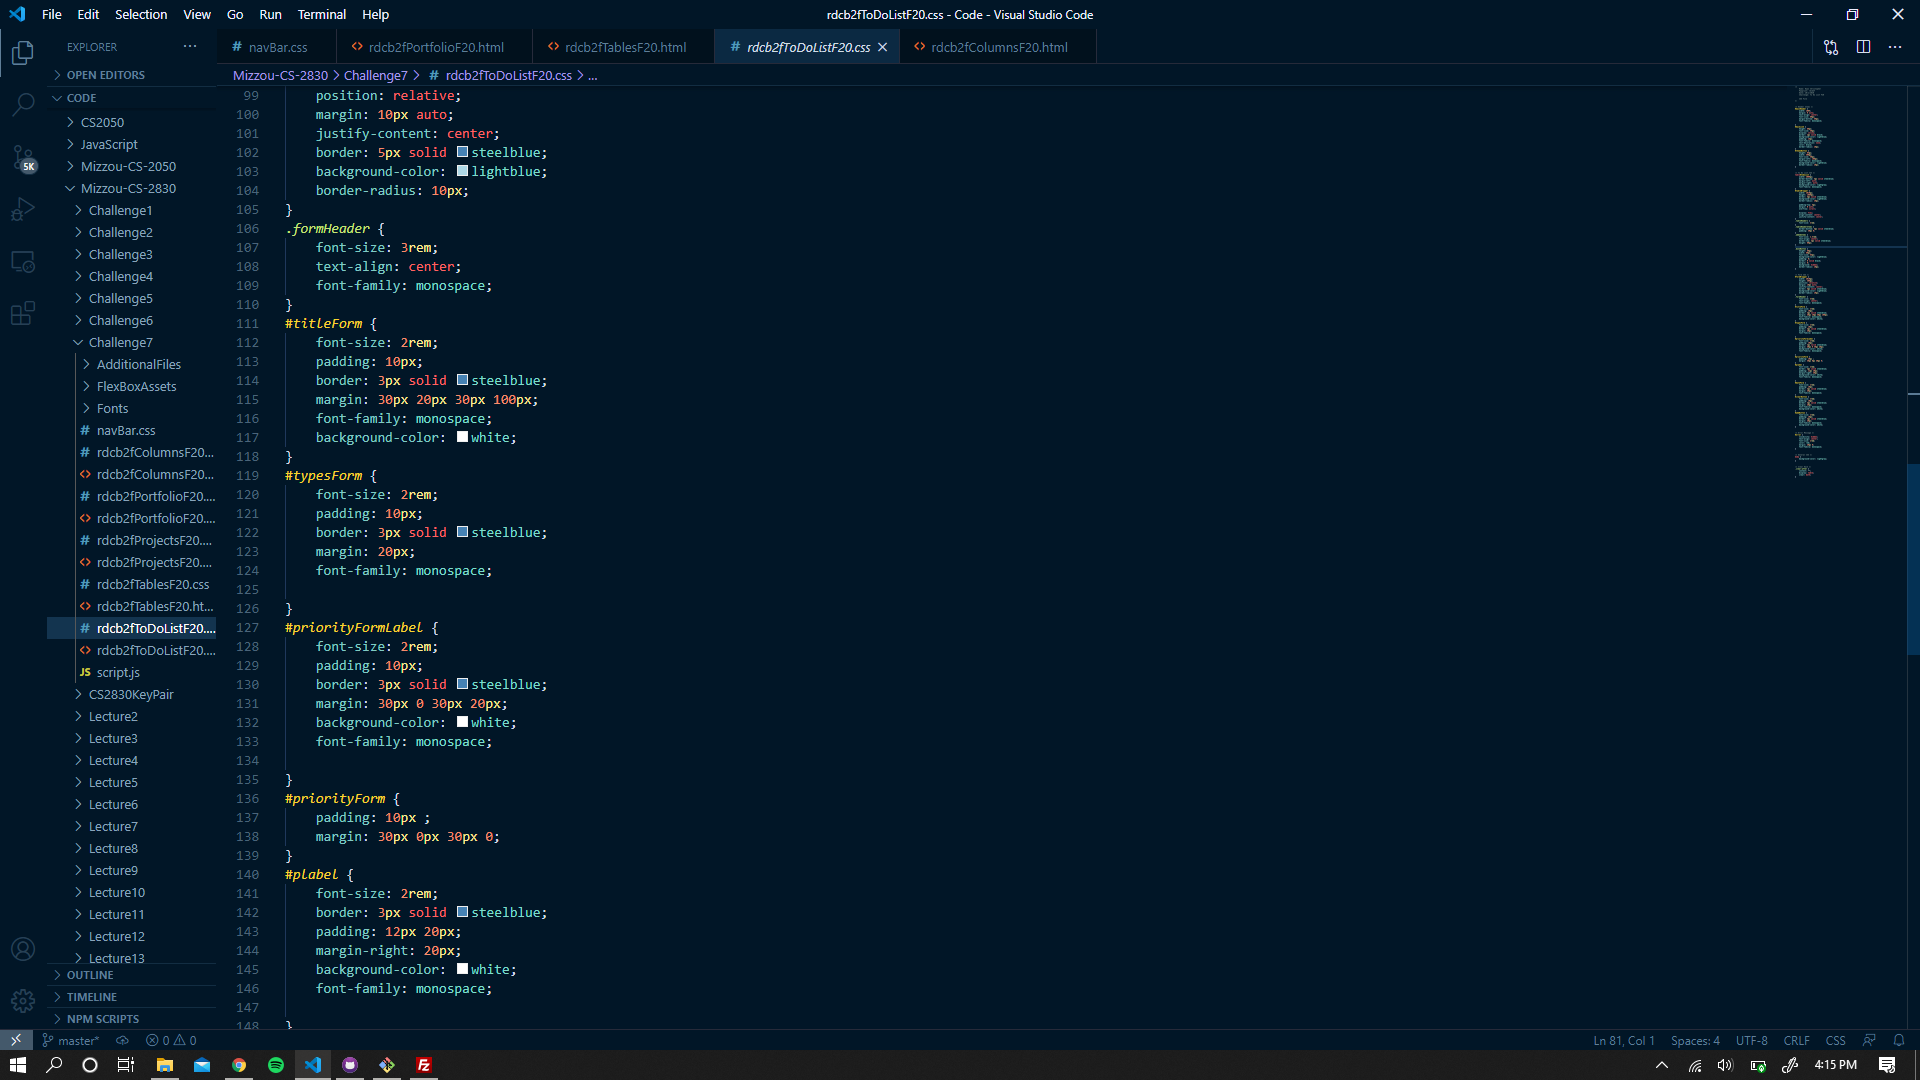 File Edit Selection View Go Run Terminal Help
rdcb2fToDoListF20.css - Code - Visual Studio Code
EXPLORER
navBar.css
rdcb2fPortfolioF20.html
rdcb2fTablesF20.html
rdcb2fToDoListF20.css
rdcb2fColumnsF20.html
Mizzou-CS-2830 > Challenge7 > # rdcb2fToDoListF20.css > ...
OPEN EDITORS
CODE
CS2050
JavaScript
Mizzou-CS-2050
Mizzou-CS-2830
Challenge1
Challenge2
Challenge3
Challenge4
Challenge5
Challenge6
Challenge7
AdditionalFiles
FlexBoxAssets
Fonts
# navBar.css
# rdcb2fColumnsF20...
<> rdcb2fColumnsF20...
# rdcb2fPortfolioF20....
<> rdcb2fPortfolioF20....
# rdcb2fProjectsF20....
<> rdcb2fProjectsF20....
# rdcb2fTablesF20.css
<> rdcb2fTablesF20.ht...
# rdcb2fToDoListF20....
<> rdcb2fToDoListF20....
JS script.js
CS2830KeyPair
Lecture2
Lecture3
Lecture4
Lecture5
Lecture6
Lecture7
Lecture8
Lecture9
Lecture10
Lecture11
Lecture12
Lecture13
OUTLINE
TIMELINE
NPM SCRIPTS
5K
99 position: relative;
100 margin: 10px auto;
101 justify-content: center;
102 border: 5px solid steelblue;
103 background-color: lightblue;
104 border-radius: 10px;
105 }
106 .formHeader {
107 font-size: 3rem;
108 text-align: center;
109 font-family: monospace;
110 }
111 #titleForm {
112 font-size: 2rem;
113 padding: 10px;
114 border: 3px solid steelblue;
115 margin: 30px 20px 30px 100px;
116 font-family: monospace;
117 background-color: white;
118 }
119 #typesForm {
120 font-size: 2rem;
121 padding: 10px;
122 border: 3px solid steelblue;
123 margin: 20px;
124 font-family: monospace;
125
126 }
127 #priorityFormLabel {
128 font-size: 2rem;
129 padding: 10px;
130 border: 3px solid steelblue;
131 margin: 30px 0 30px 20px;
132 background-color: white;
133 font-family: monospace;
134
135 }
136 #priorityForm {
137 padding: 10px ;
138 margin: 30px 0px 30px 0;
139 }
140 #plabel {
141 font-size: 2rem;
142 border: 3px solid steelblue;
143 padding: 12px 20px;
144 margin-right: 20px;
145 background-color: white;
146 font-family: monospace;
147
148 }
master* 0 0
Ln 81, Col 1 Spaces: 4 UTF-8 CRLF CSS
4:15 PM